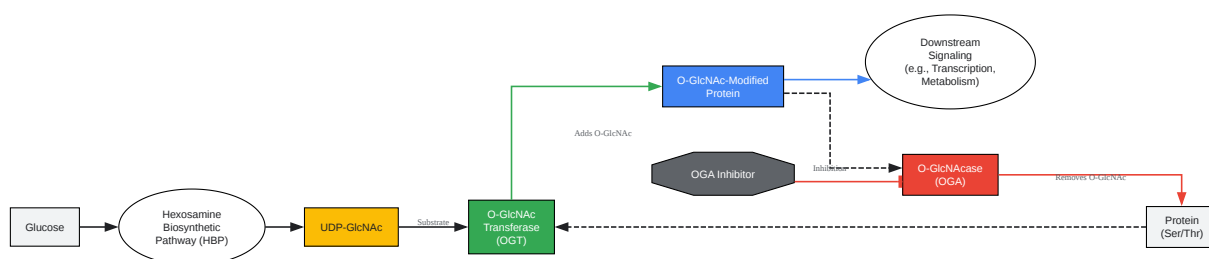 Downstream
Signaling
(e.g., Transcription,
Metabolism)
O-GlcNAc-Modified
Protein
Adds O-GlcNAc
OGA Inhibitor
Inhibition
O-GlcNAcase
(OGA)
Removes O-GlcNAc
Glucose
Hexosamine
Biosynthetic
Pathway (HBP)
UDP-GlcNAc
Substrate
O-GlcNAc
Transferase
(OGT)
Protein
(Ser/Thr)